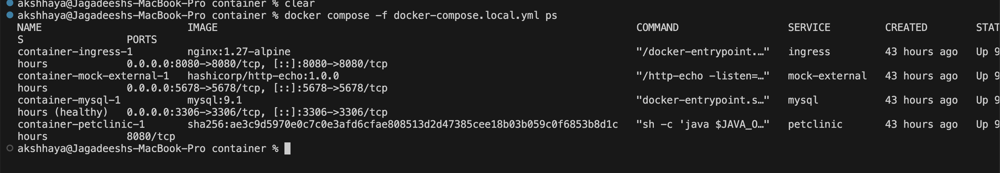 akshhaya@Jagadeeshs-MacBook-Pro container % clear
akshhaya@Jagadeeshs-MacBook-Pro container % docker compose -f docker-compose.local.yml ps
NAME IMAGE COMMAND SERVICE CREATED STAT
S PORTS
container-ingress-1 nginx:1.27-alpine "/docker-entrypoint.…" ingress 43 hours ago Up 9
hours 0.0.0.0:8080->8080/tcp, [::]:8080->8080/tcp
container-mock-external-1 hashicorp/http-echo:1.0.0 "/http-echo -listen=…" mock-external 43 hours ago Up 9
hours 0.0.0.0:5678->5678/tcp, [::]:5678->5678/tcp
container-mysql-1 mysql:9.1 "docker-entrypoint.s…" mysql 43 hours ago Up 9
hours (healthy) 0.0.0.0:3306->3306/tcp, [::]:3306->3306/tcp
container-petclinic-1 sha256:ae3c9d5970e0c7c0e3afd6cfae808513d2d47385cee18b03b059c0f6853b8d1c "sh -c 'java $JAVA_O…" petclinic 43 hours ago Up 9
hours 8080/tcp
akshhaya@Jagadeeshs-MacBook-Pro container %